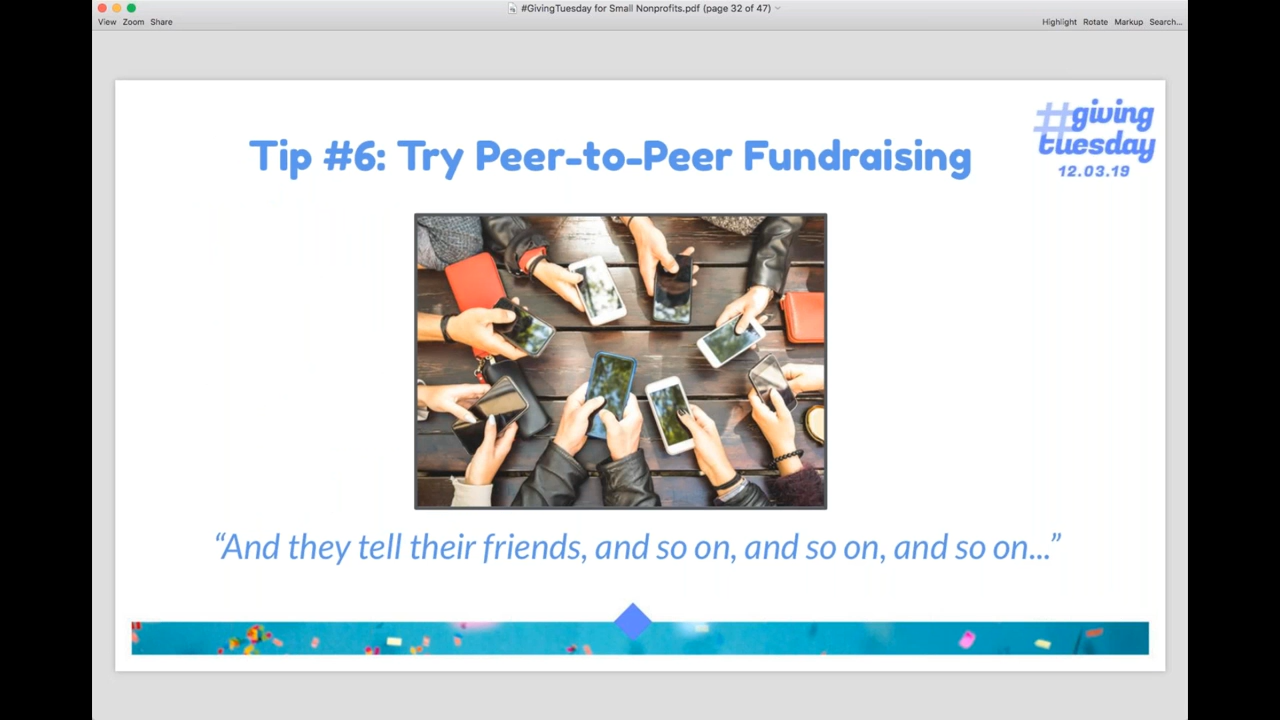 #GivingTuesday for Small Nonprofits.pdf (page 32 of 47)
View Zoom Share
Highlight Rotate Markup Search...
#giving
tuesday
12.03.19
Tip #6: Try Peer-to-Peer Fundraising
“And they tell their friends, and so on, and so on, and so on...”